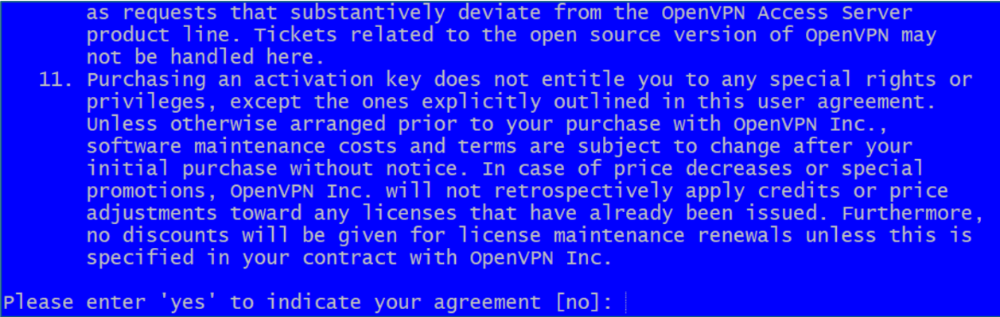 as requests that substantively deviate from the OpenVPN Access Server
product line. Tickets related to the open source version of OpenVPN may
not be handled here.
11. Purchasing an activation key does not entitle you to any special rights or
privileges, except the ones explicitly outlined in this user agreement.
Unless otherwise arranged prior to your purchase with OpenVPN Inc.,
software maintenance costs and terms are subject to change after your
initial purchase without notice. In case of price decreases or special
promotions, OpenVPN Inc. will not retrospectively apply credits or price
adjustments toward any licenses that have already been issued. Furthermore,
no discounts will be given for license maintenance renewals unless this is
specified in your contract with OpenVPN Inc.
Please enter 'yes' to indicate your agreement [no]: